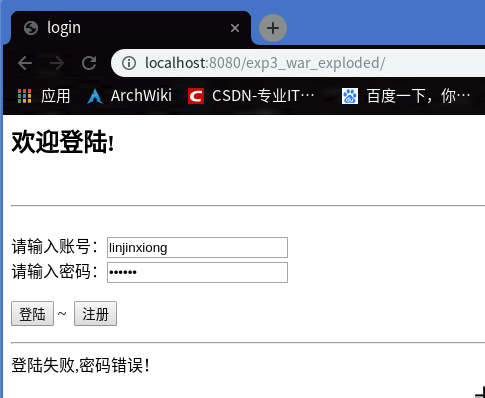 login
localhost:8080/exp3_war_exploded/
应用 ArchWiki CSDN-专业IT… 百度一下，你…
欢迎登陆!
请输入账号：linjinxiong
请输入密码：••••••
登陆 ~ 注册
登陆失败,密码错误！